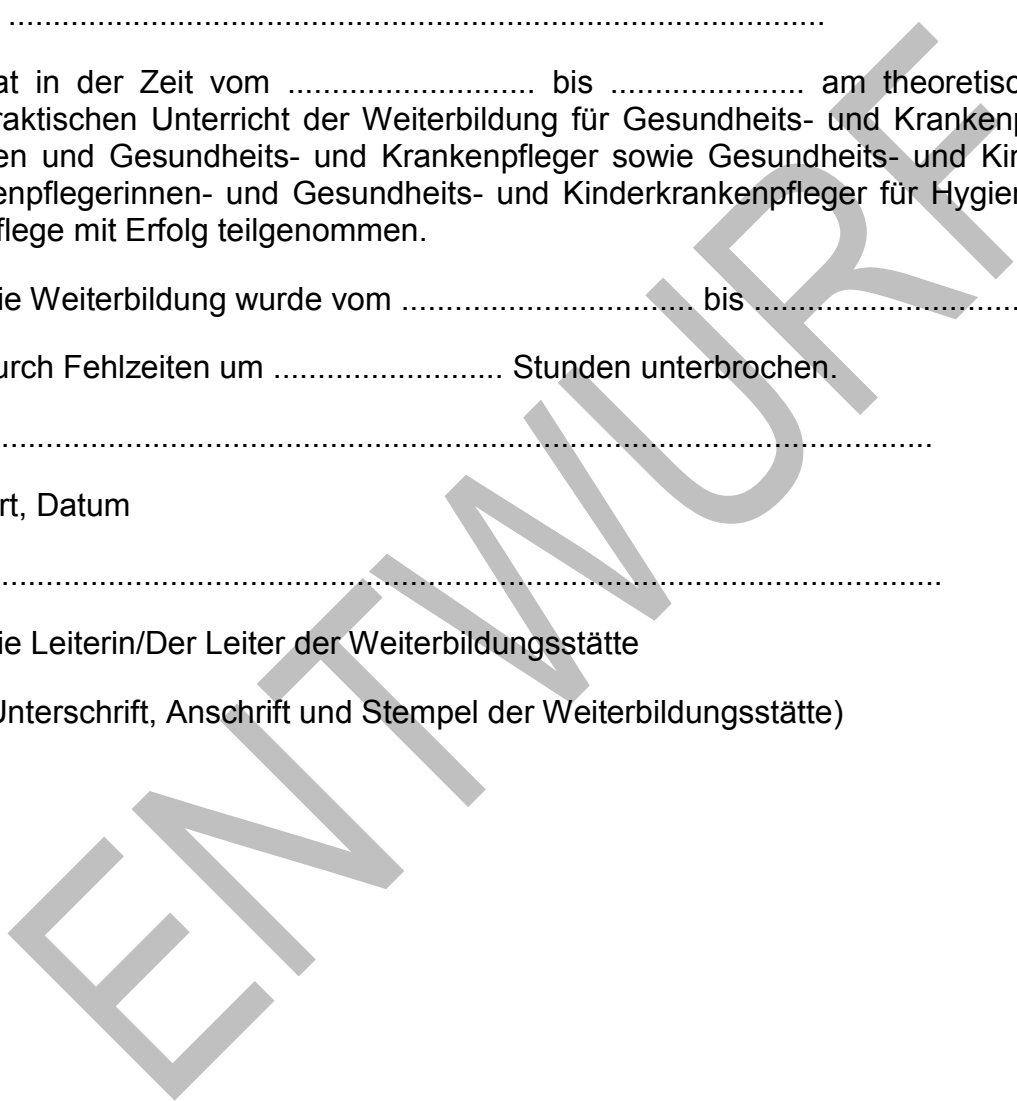 ................................................................................................
at in der Zeit vom ............................ bis ...................... am theoretisc
raktischen Unterricht der Weiterbildung für Gesundheits- und Krankenp
en und Gesundheits- und Krankenpfleger sowie Gesundheits- und Kin
enpflegerinnen- und Gesundheits- und Kinderkrankenpfleger für Hygien
flege mit Erfolg teilgenommen.
ie Weiterbildung wurde vom ................................. bis ..............................
urch Fehlzeiten um .......................... Stunden unterbrochen.
................................................................................................
rt, Datum
................................................................................................
ie Leiterin/Der Leiter der Weiterbildungsstätte
Unterschrift, Anschrift und Stempel der Weiterbildungsstätte)
ENTWURF